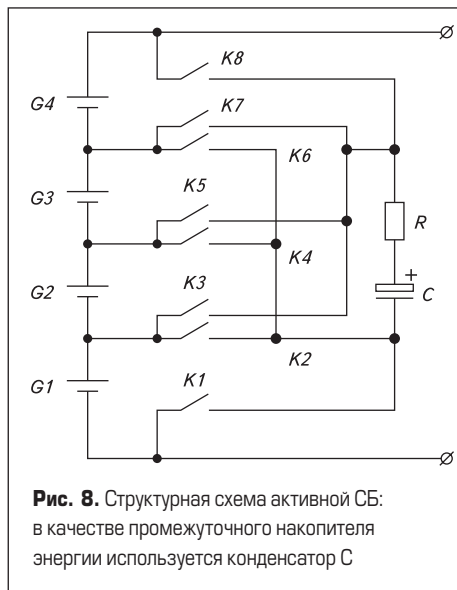 K8
G4
K7
K6
K5
G3
R
K4
+
K3
C
G2
K2
K1
G1
Рис. 8. Структурная схема активной СБ:
в качестве промежуточного накопителя
энергии используется конденсатор С